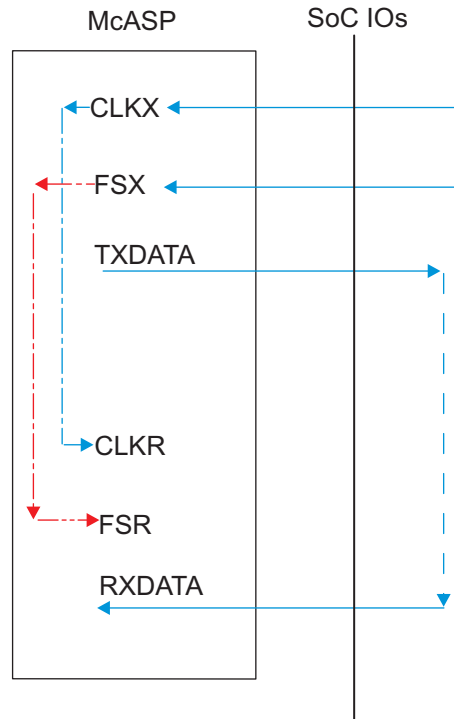 McASP
SoC IOs
CLKX
FSX
TXDATA
CLKR
FSR
RXDATA